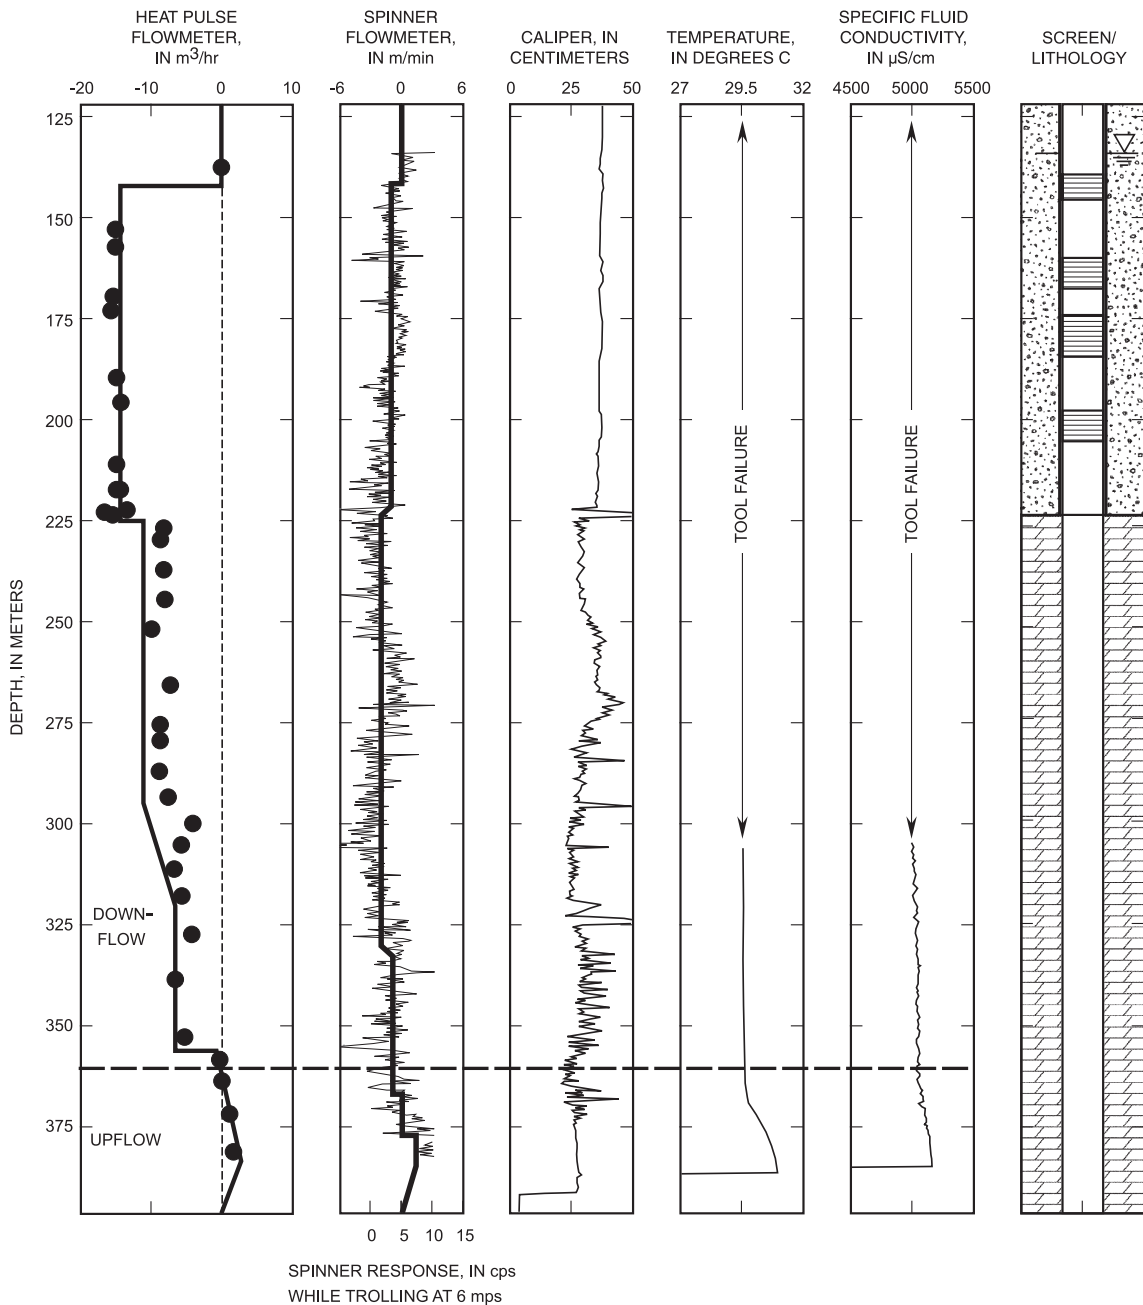 HEAT PULSE
FLOWMETER,
IN m3/hr
SPINNER
FLOWMETER,
IN m/min
CALIPER, IN
CENTIMETERS
TEMPERATURE,
IN DEGREES C
SPECIFIC FLUID
CONDUCTIVITY,
IN µS/cm
SCREEN/
LITHOLOGY
-20 -10 0 10
-6 0 6
0 25 50
27 29.5 32
4500 5000 5500
125
150
175
200
225
250
275
300
325
350
375
DEPTH, IN METERS
DOWN-
FLOW
UPFLOW
TOOL FAILURE
TOOL FAILURE
0 5 10 15
SPINNER RESPONSE, IN cps
WHILE TROLLING AT 6 mps